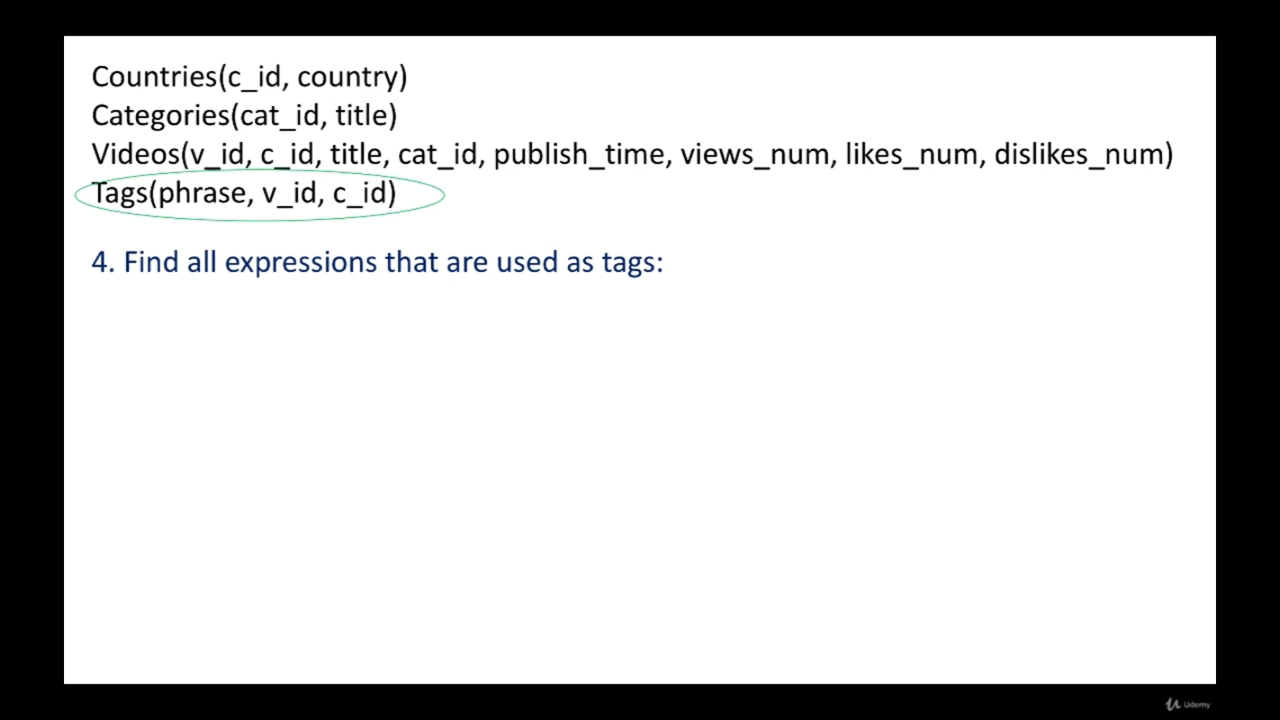 Countries(c_id, country)
Categories(cat_id, title)
Videos(v_id, c_id, title, cat_id, publish_time, views_num, likes_num, dislikes_num)
Tags(phrase, v_id, c_id)
4. Find all expressions that are used as tags:
Udemy